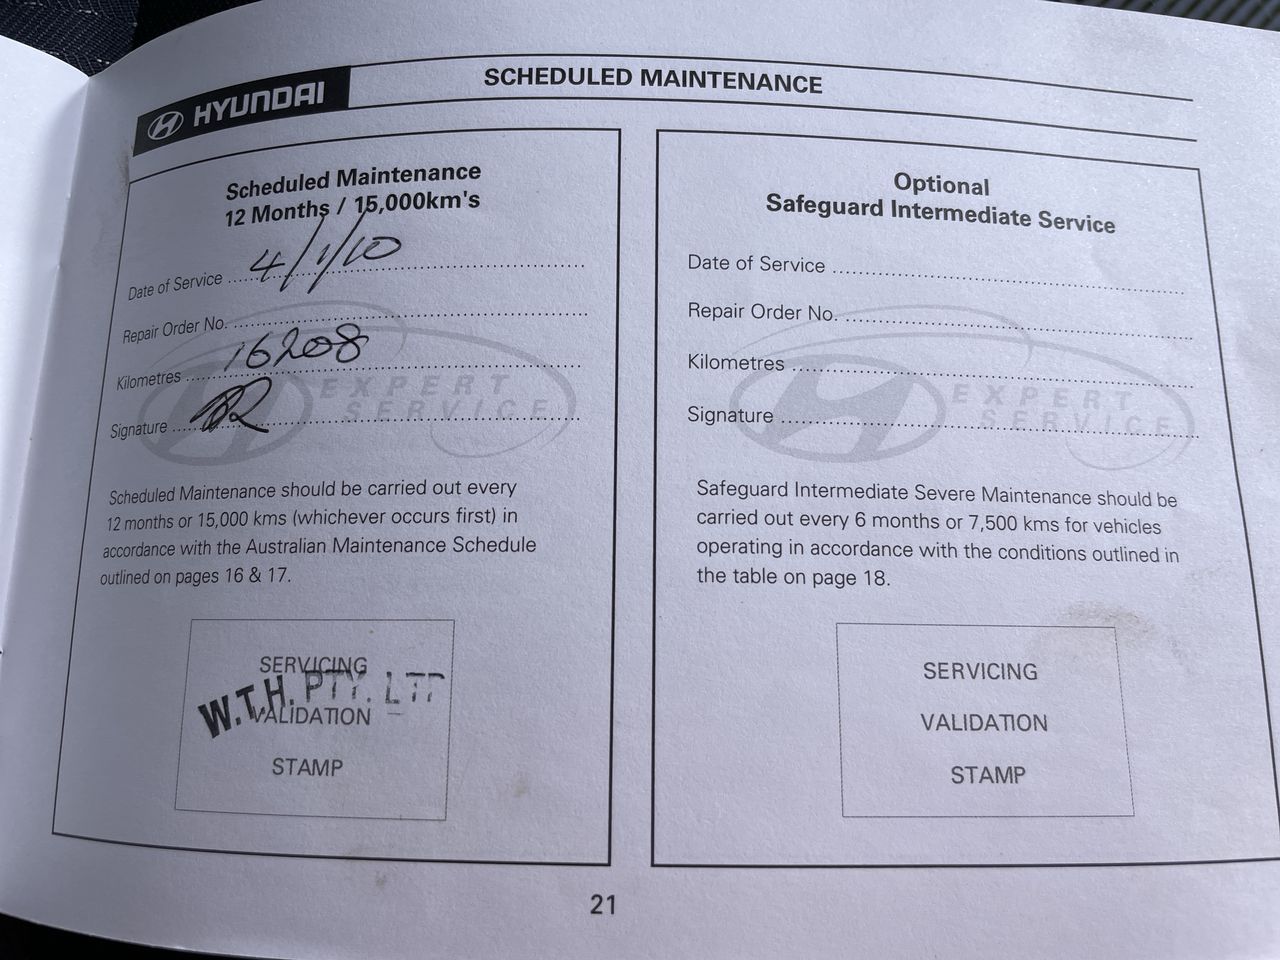 HYUNDAI
SCHEDULED MAINTENANCE
Scheduled Maintenance
12 Months / 15,000km's
Date of Service 4/1/10
Repair Order No.
Kilometres 16208
Signature
EXPERT
SERVICE
Scheduled Maintenance should be carried out every
12 months or 15,000 kms (whichever occurs first) in
accordance with the Australian Maintenance Schedule
outlined on pages 16 & 17.
SERVICING
W.T.H. PTY. LTD
VALIDATION
STAMP
Optional
Safeguard Intermediate Service
Date of Service
Repair Order No.
Kilometres
Signature
EXPERT
SERVICE
Safeguard Intermediate Severe Maintenance should be
carried out every 6 months or 7,500 kms for vehicles
operating in accordance with the conditions outlined in
the table on page 18.
SERVICING
VALIDATION
STAMP
21